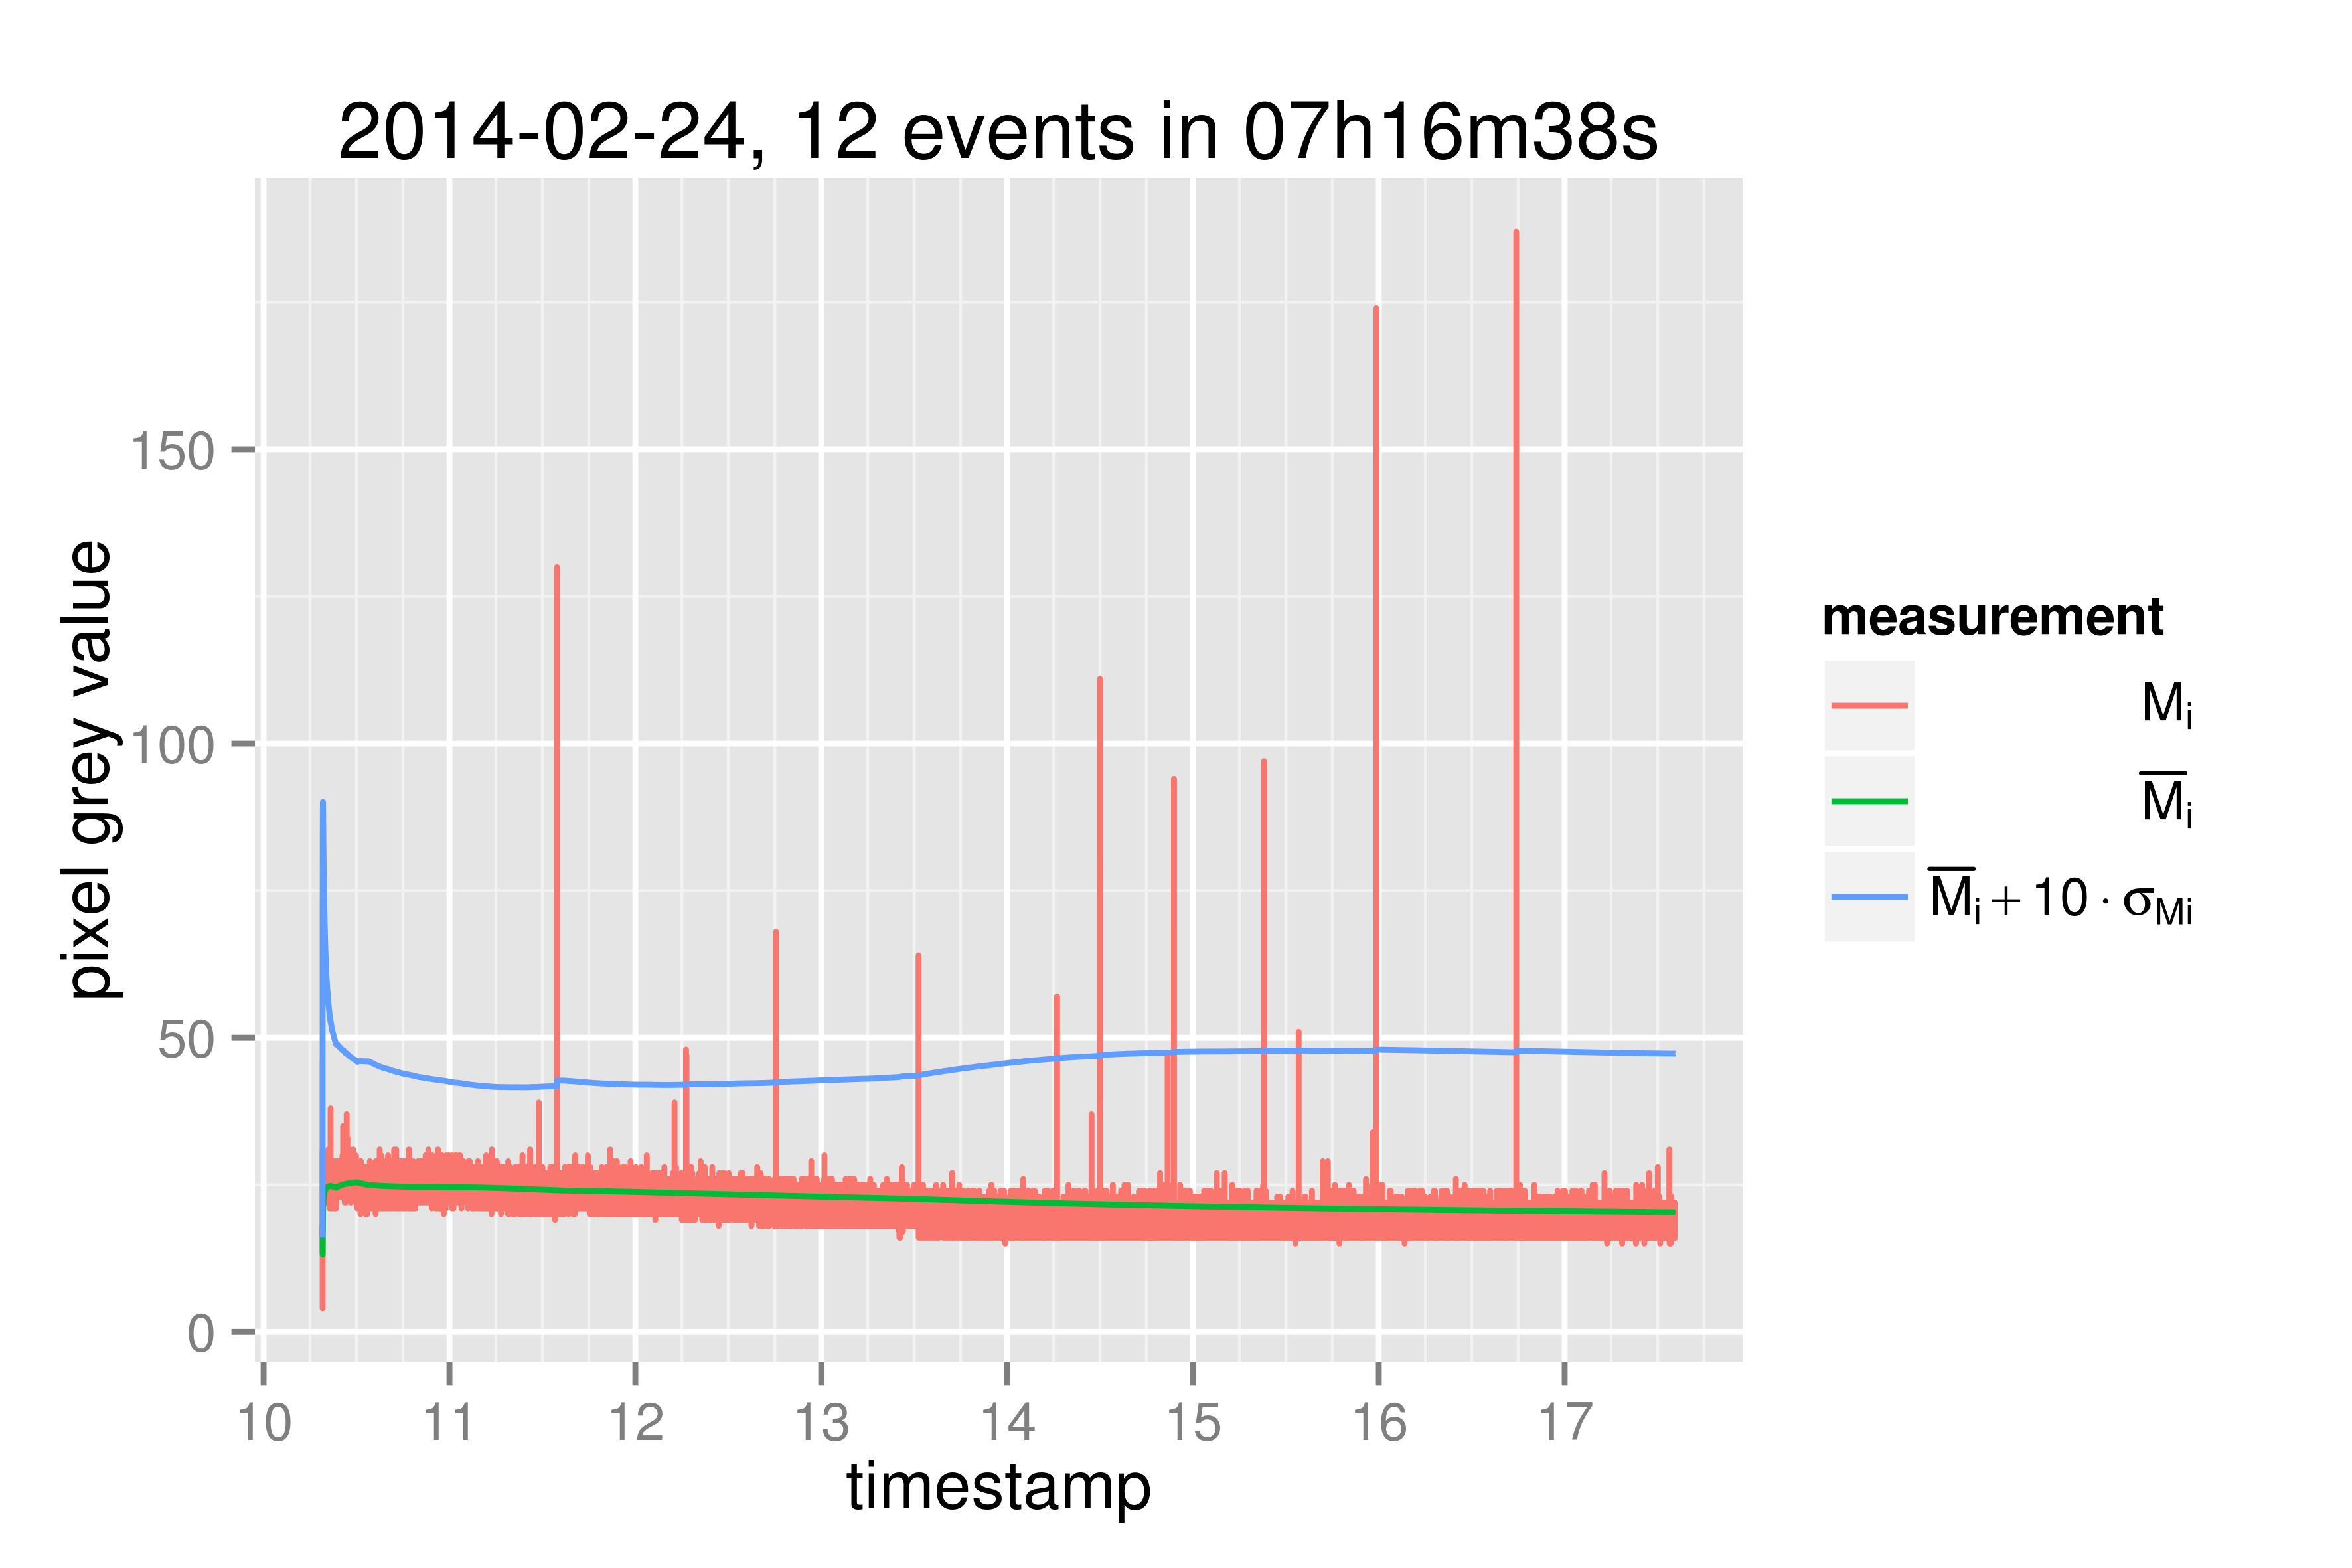 2014-02-24, 12 events in 07h16m38s
pixel grey value
150
100
50
0
10 11 12 13 14 15 16 17
timestamp
measurement
Mᵢ
M̅ᵢ
M̅ᵢ + 10 · σMi